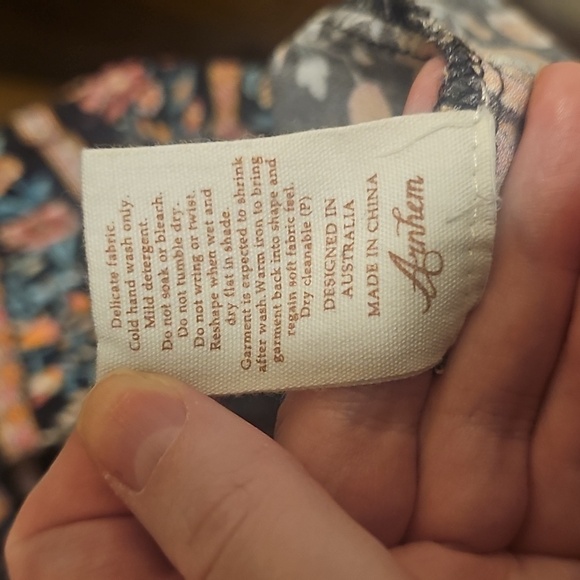 Delicate fabric.
Cold hand wash only.
Mild detergent.
Do not soak or bleach.
Do not tumble dry.
Do not wring or twist.
Reshape when wet and
dry flat in shade.
Garment is expected to shrink
after wash. Warm iron to bring
garment back into shape and
regain soft fabric feel.
Dry cleanable (P)
DESIGNED IN
AUSTRALIA
MADE IN CHINA
Arnhem